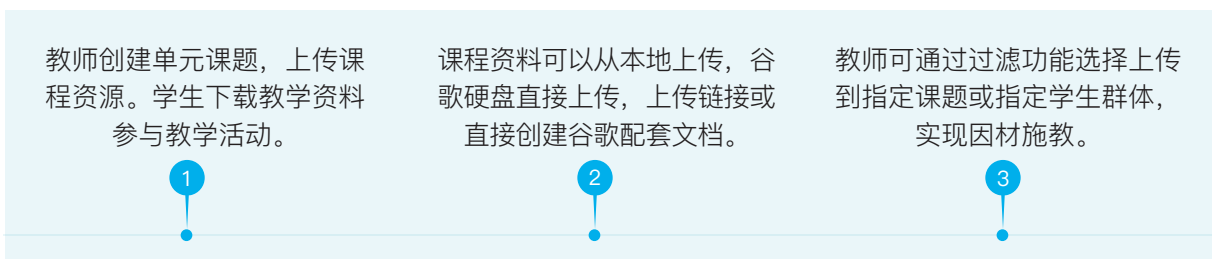 教师创建单元课题，上传课
程资源。学生下载教学资料
参与教学活动。
1
课程资料可以从本地上传，谷
歌硬盘直接上传，上传链接或
直接创建谷歌配套文档。
2
教师可通过过滤功能选择上传
到指定课题或指定学生群体，
实现因材施教。
3